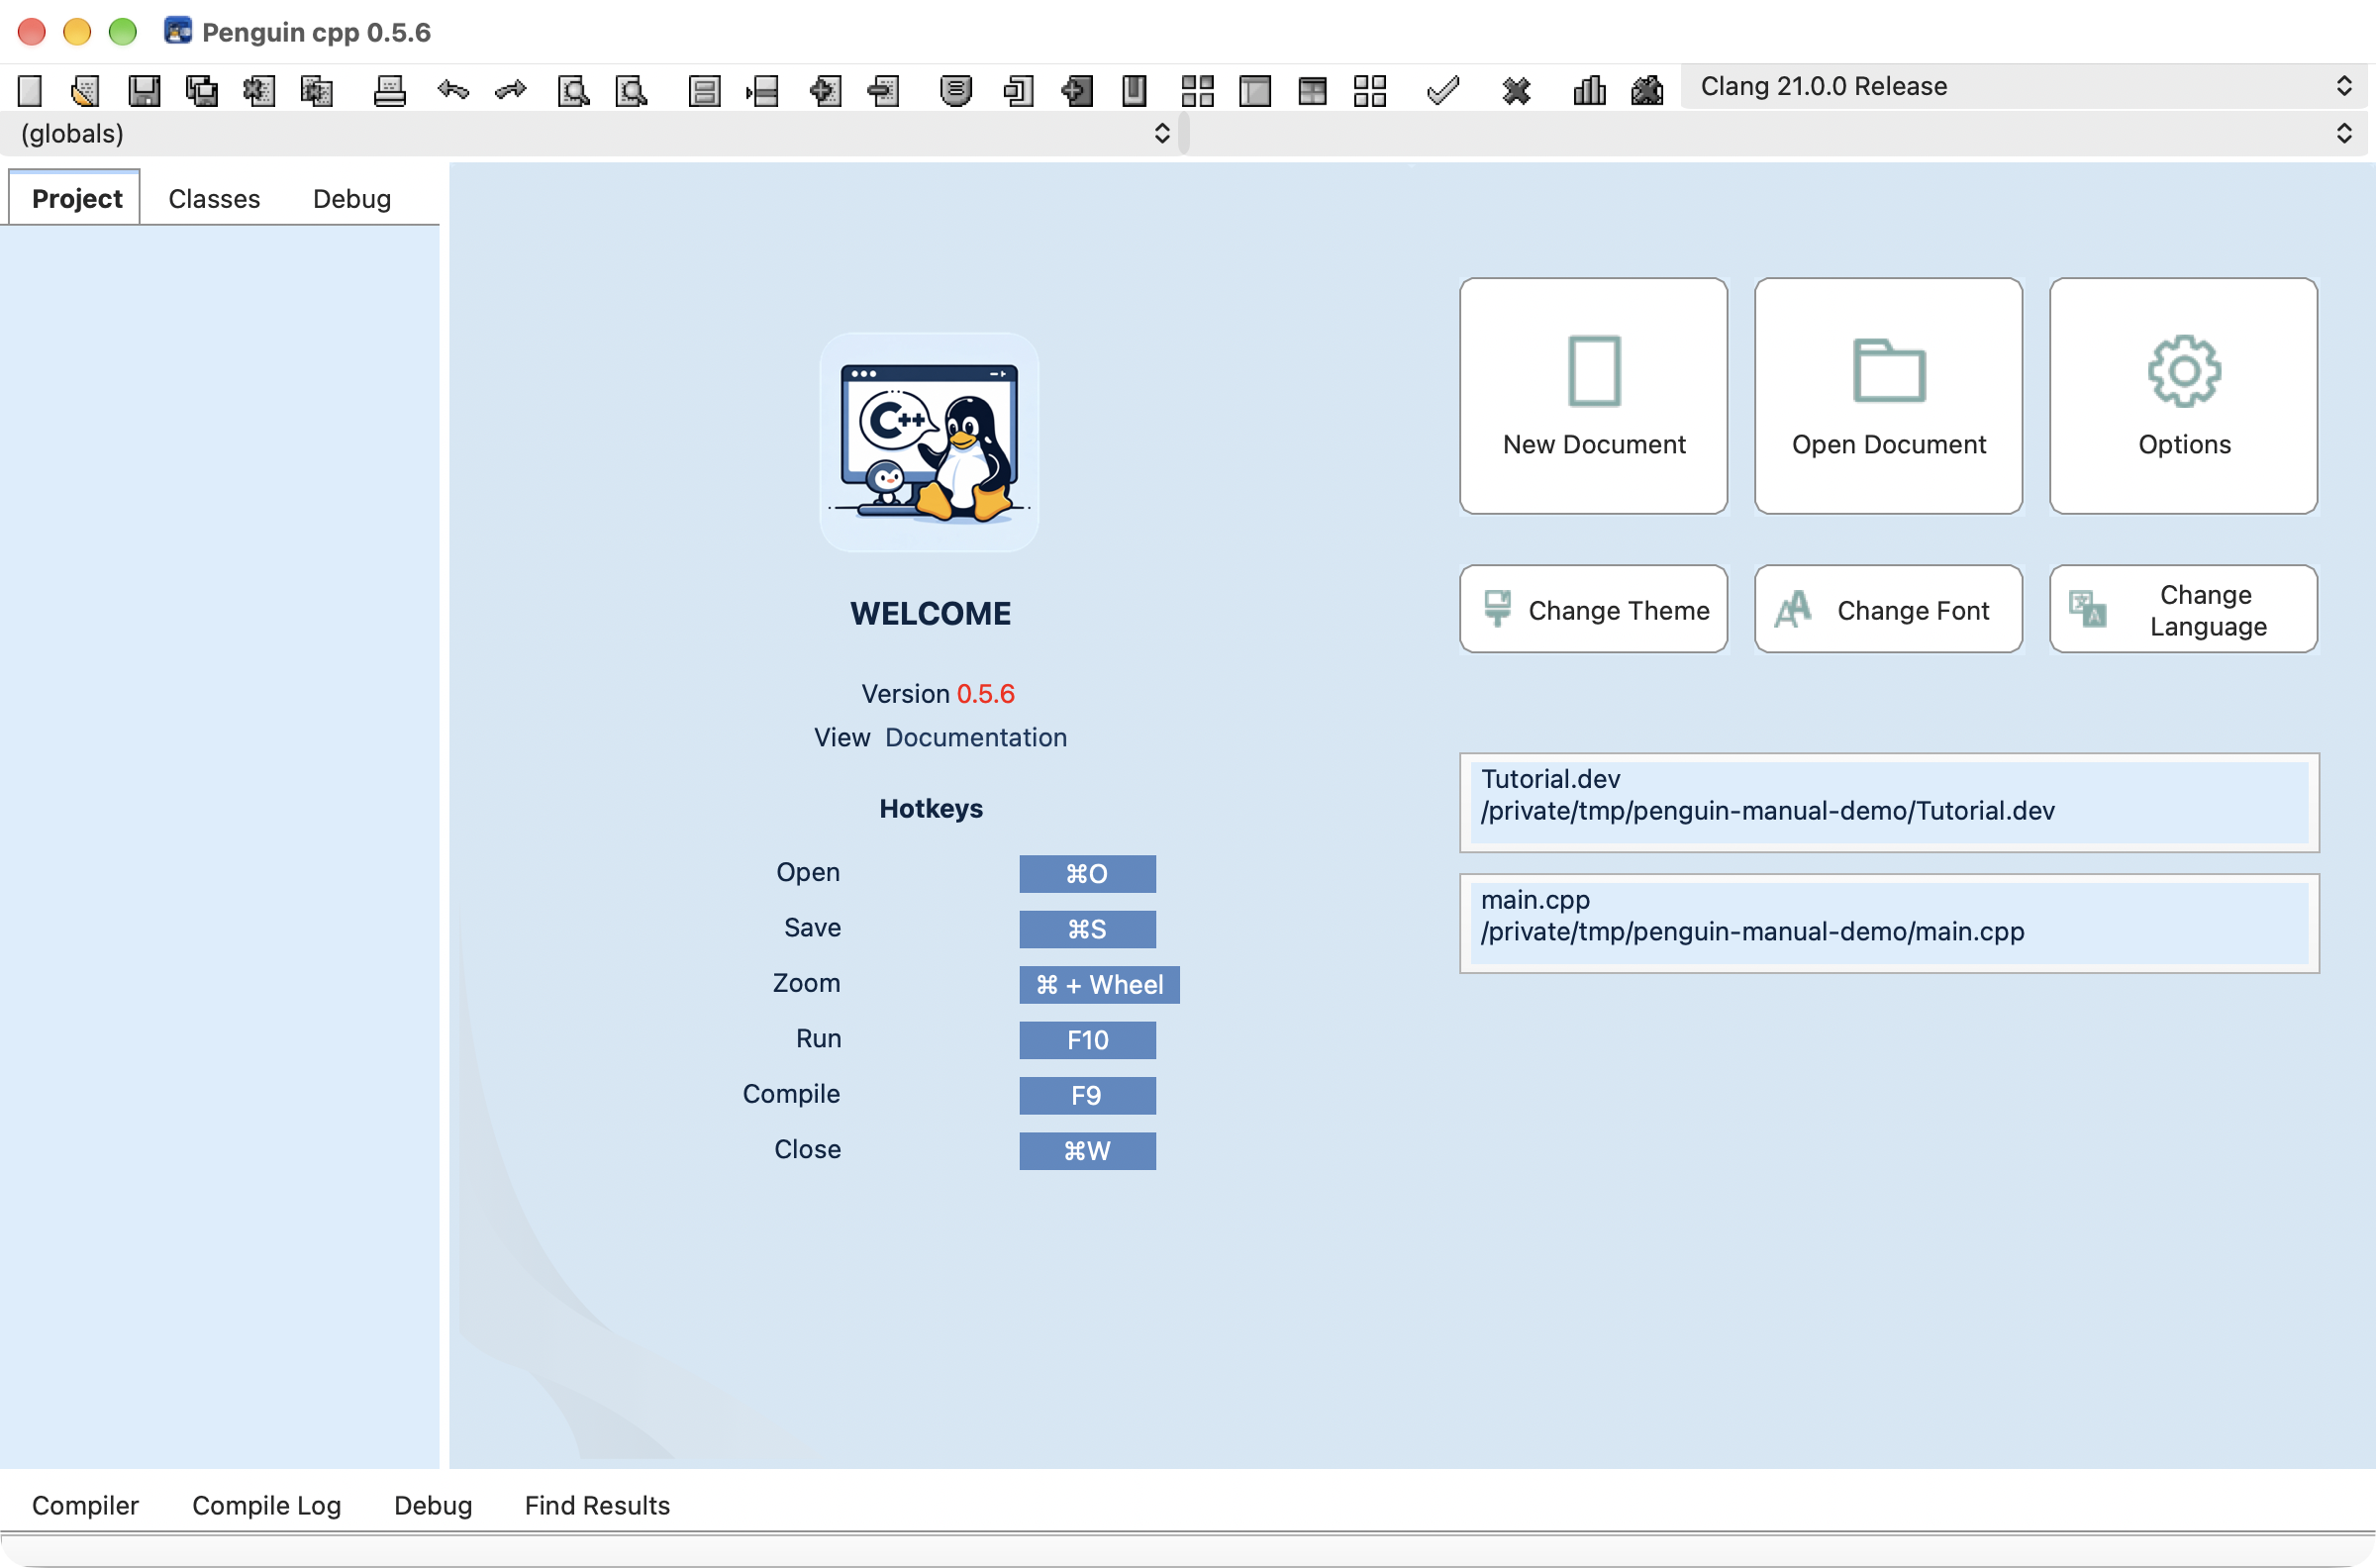 Penguin cpp 0.5.6
Clang 21.0.0 Release
(globals)
Project Classes Debug
C++
WELCOME
Version 0.5.6
View Documentation
Hotkeys
Open ⌘O
Save ⌘S
Zoom ⌘ + Wheel
Run F10
Compile F9
Close ⌘W
New Document
Open Document
Options
Change Theme
Change Font
Change
Language
Tutorial.dev
/private/tmp/penguin-manual-demo/Tutorial.dev
main.cpp
/private/tmp/penguin-manual-demo/main.cpp
Compiler Compile Log Debug Find Results